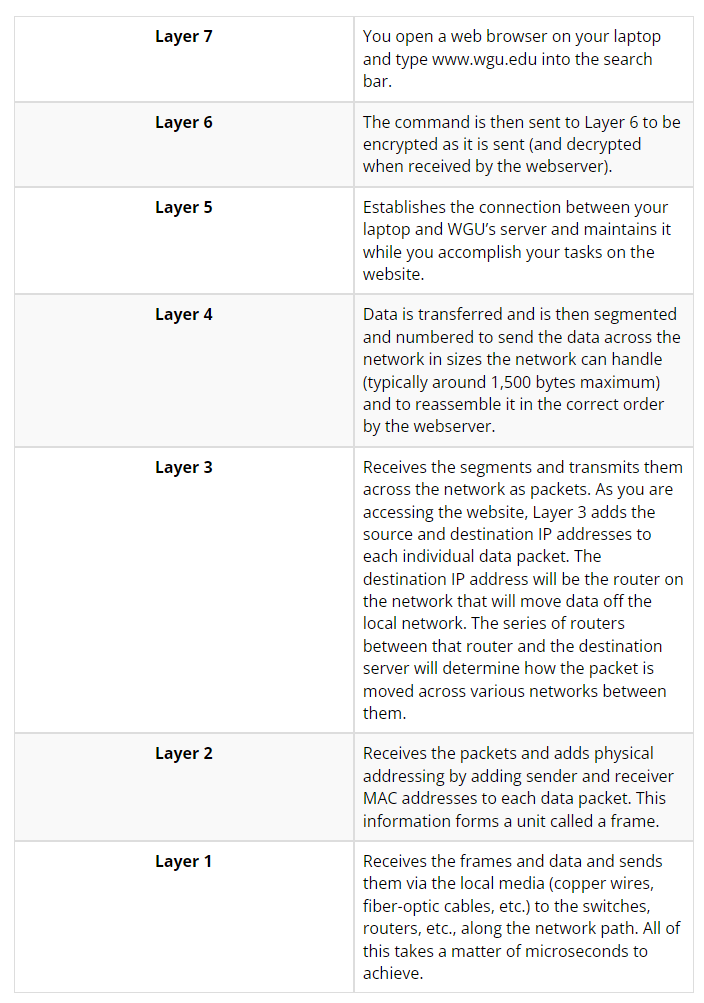 Layer 7
You open a web browser on your laptop
and type www.wgu.edu into the search
bar.
Layer 6
The command is then sent to Layer 6 to be
encrypted as it is sent (and decrypted
when received by the webserver).
Layer 5
Establishes the connection between your
laptop and WGU’s server and maintains it
while you accomplish your tasks on the
website.
Layer 4
Data is transferred and is then segmented
and numbered to send the data across the
network in sizes the network can handle
(typically around 1,500 bytes maximum)
and to reassemble it in the correct order
by the webserver.
Layer 3
Receives the segments and transmits them
across the network as packets. As you are
accessing the website, Layer 3 adds the
source and destination IP addresses to
each individual data packet. The
destination IP address will be the router on
the network that will move data off the
local network. The series of routers
between that router and the destination
server will determine how the packet is
moved across various networks between
them.
Layer 2
Receives the packets and adds physical
addressing by adding sender and receiver
MAC addresses to each data packet. This
information forms a unit called a frame.
Layer 1
Receives the frames and data and sends
them via the local media (copper wires,
fiber-optic cables, etc.) to the switches,
routers, etc., along the network path. All of
this takes a matter of microseconds to
achieve.